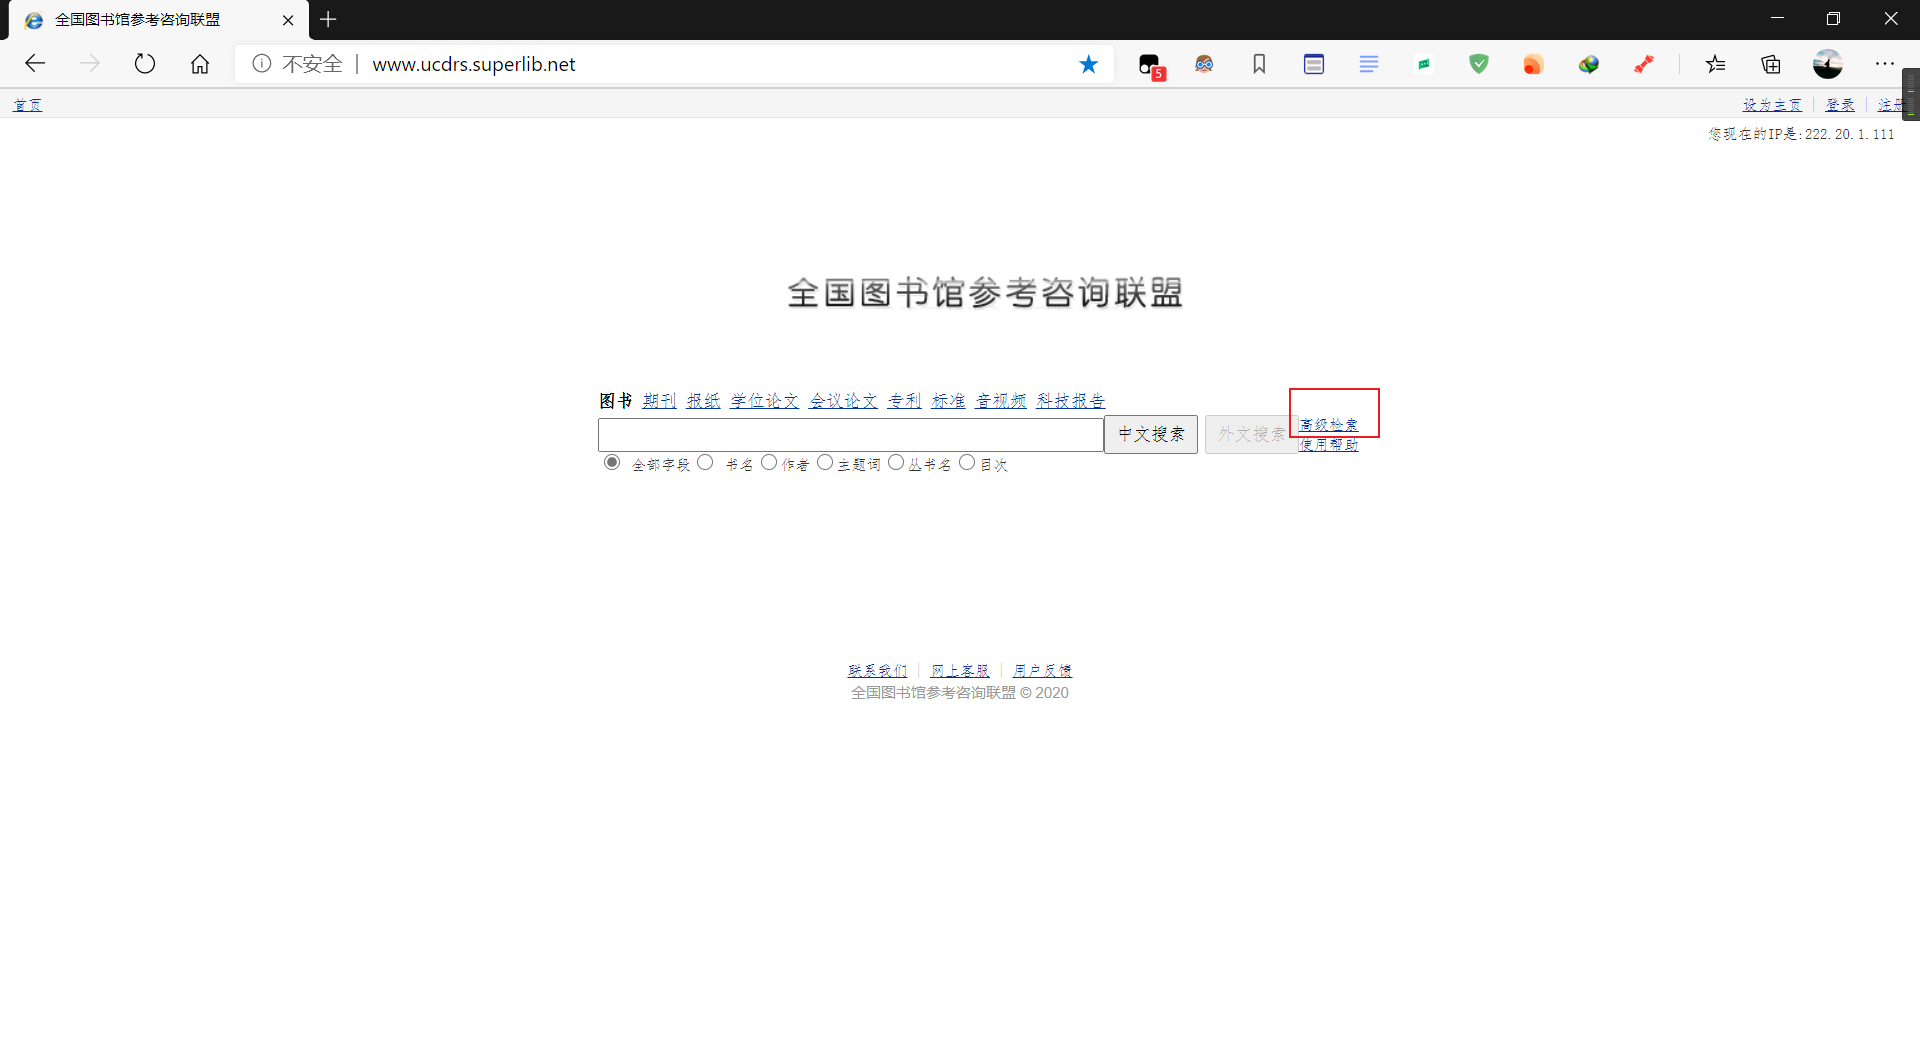 全国图书馆参考咨询联盟
不安全 | www.ucdrs.superlib.net
5
首页
设为主页 | 登录 | 注册
您现在的IP是:222.20.1.111
全国图书馆参考咨询联盟
图书 期刊 报纸 学位论文 会议论文 专利 标准 音视频 科技报告
中文搜索 外文搜索 高级检索
使用帮助
全部字段 书名 作者 主题词 丛书名 目次
联系我们 | 网上客服 | 用户反馈
全国图书馆参考咨询联盟 © 2020